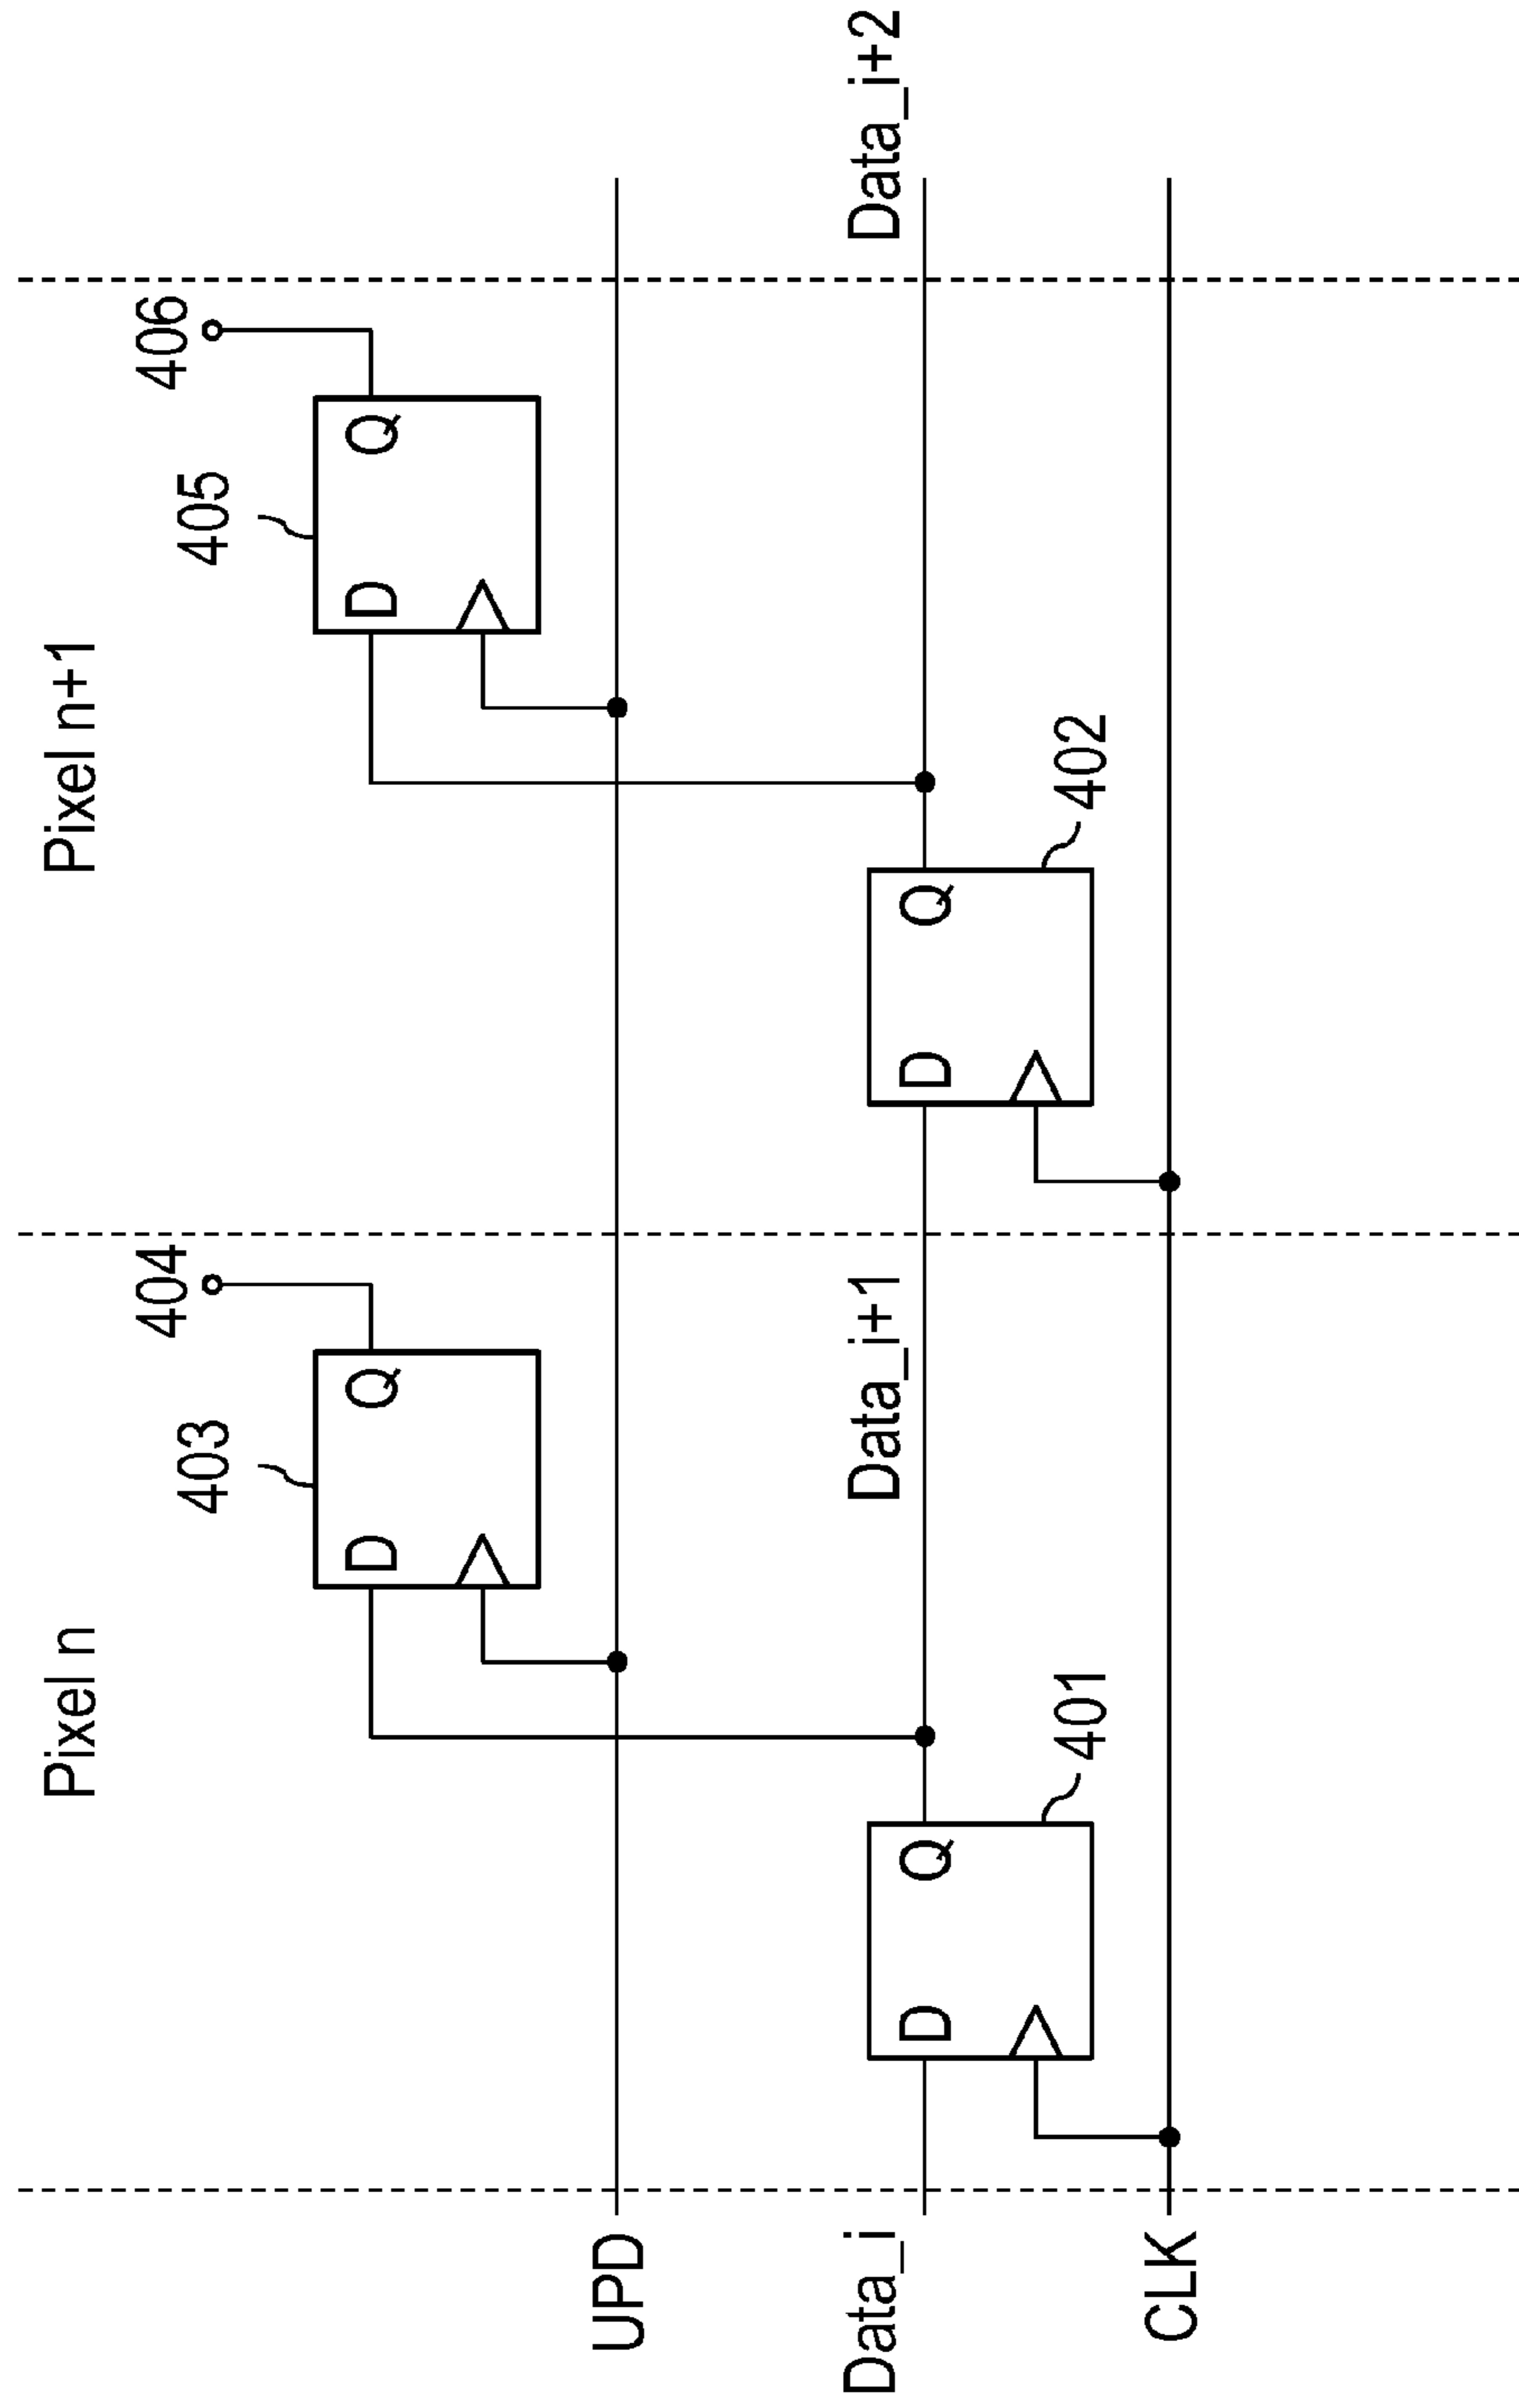 Pixel n
Pixel n+1
404
406
403
405
D Q
D Q
UPD
Data_i
Data_i+1
Data_i+2
D Q
D Q
401
402
CLK